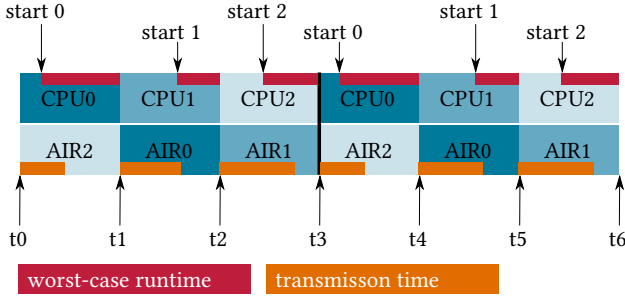 start 0
start 1
start 2
start 0
start 1
start 2
CPU0 CPU1 CPU2 CPU0 CPU1 CPU2
AIR2 AIR0 AIR1 AIR2 AIR0 AIR1
t0 t1 t2 t3 t4 t5 t6
worst-case runtime transmisson time